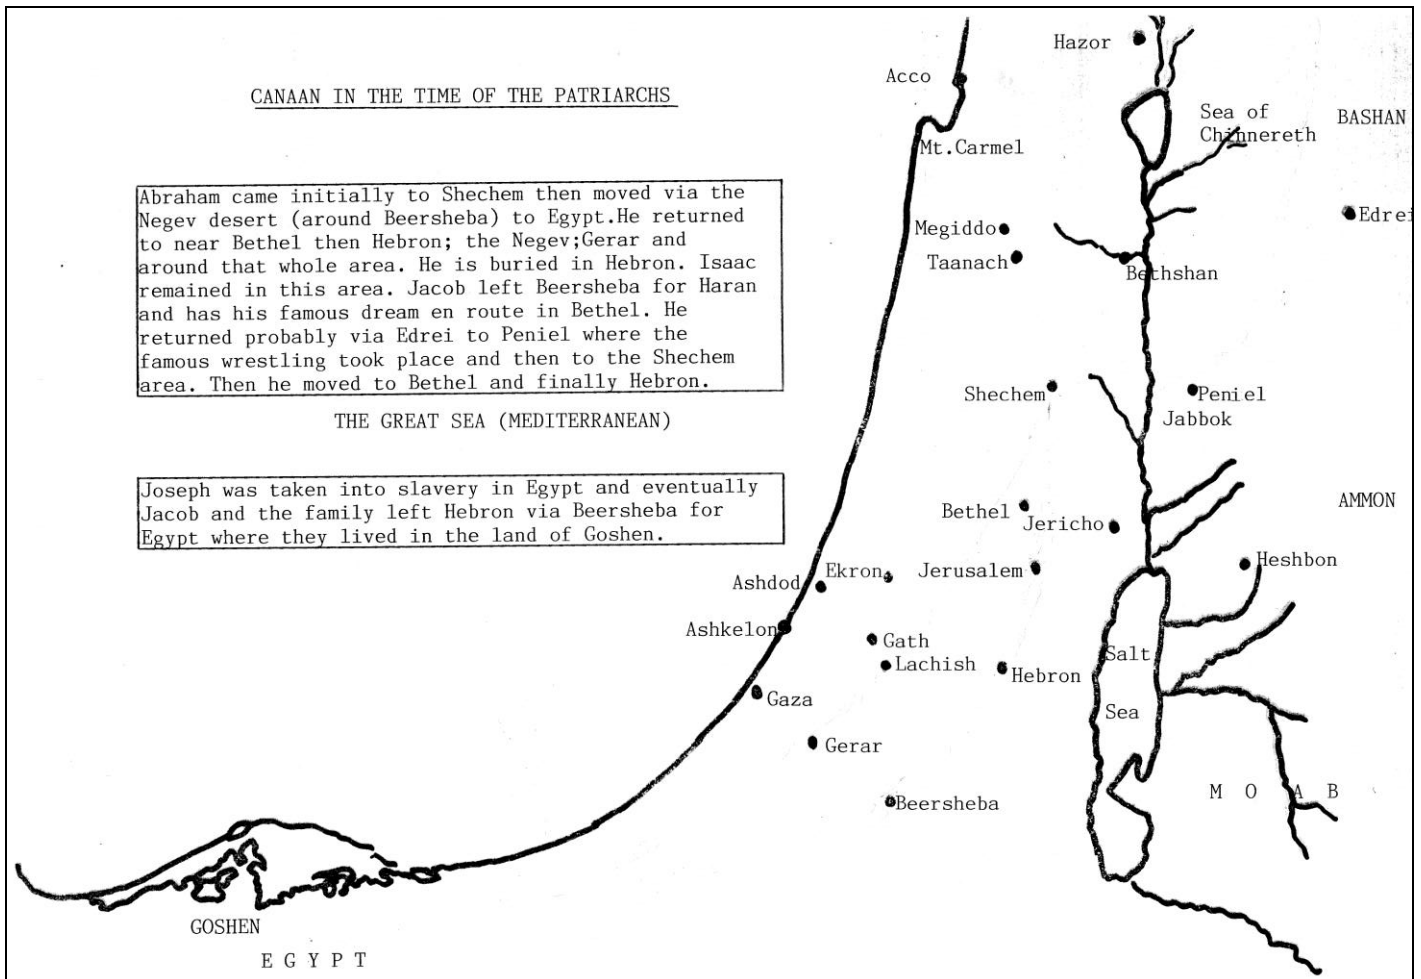 CANAAN IN THE TIME OF THE PATRIARCHS
Abraham came initially to Shechem then moved via the
Negev desert (around Beersheba) to Egypt.He returned
to near Bethel then Hebron; the Negev;Gerar and
around that whole area. He is buried in Hebron. Isaac
remained in this area. Jacob left Beersheba for Haran
and has his famous dream en route in Bethel. He
returned probably via Edrei to Peniel where the
famous wrestling took place and then to the Shechem
area. Then he moved to Bethel and finally Hebron.
THE GREAT SEA (MEDITERRANEAN)
Joseph was taken into slavery in Egypt and eventually
Jacob and the family left Hebron via Beersheba for
Egypt where they lived in the land of Goshen.
Hazor
Acco
Sea of
Chinnereth
BASHAN
Mt.Carmel
Edrei
Megiddo
Taanach
Bethshan
Shechem
Peniel
Jabbok
Bethel
Jericho
AMMON
Ekron
Jerusalem
Heshbon
Ashdod
Ashkelon
Gath
Lachish
Hebron
Salt
Sea
Gaza
Gerar
Beersheba
M O A B
GOSHEN
E G Y P T